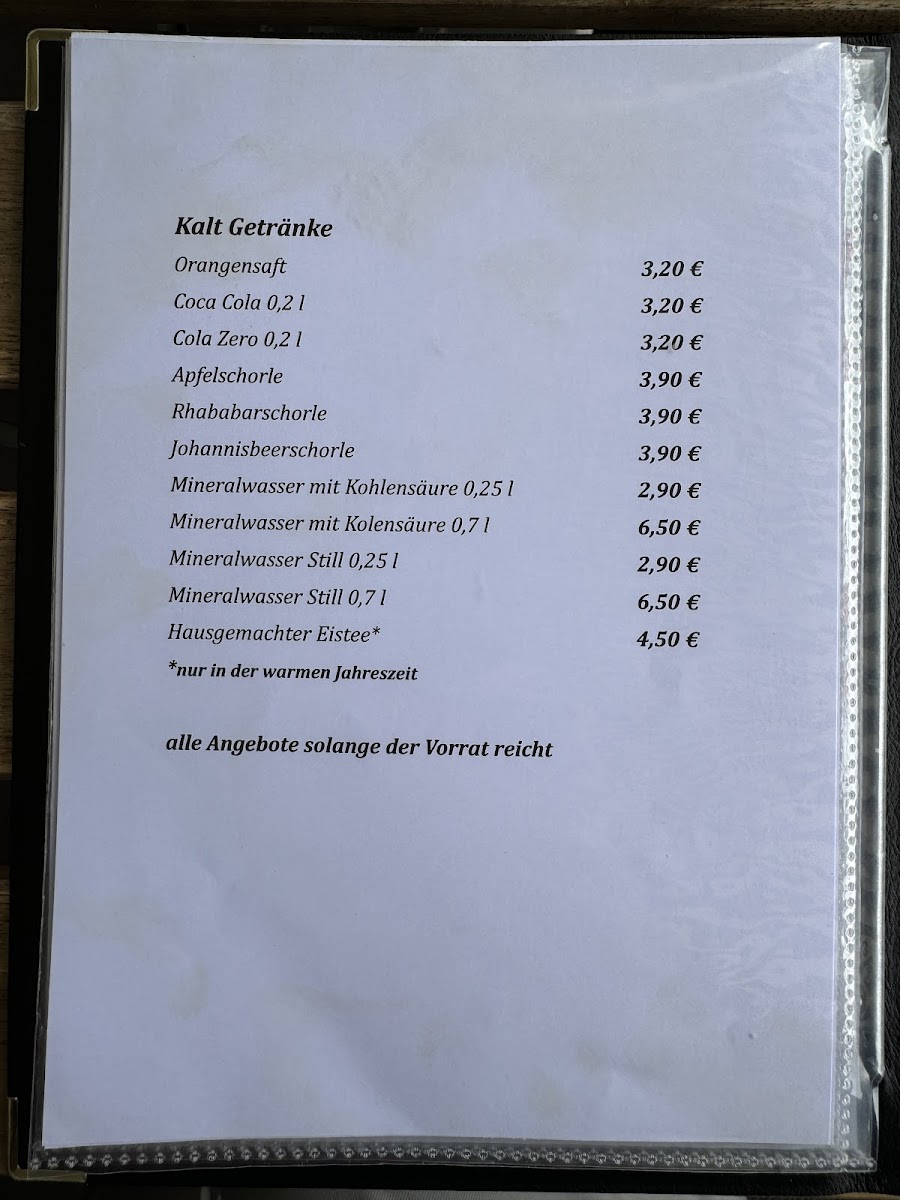 Kalt Getränke
Orangensaft 3,20 €
Coca Cola 0,2 l 3,20 €
Cola Zero 0,2 l 3,20 €
Apfelschorle 3,90 €
Rhababarschorle 3,90 €
Johannisbeerschorle 3,90 €
Mineralwasser mit Kohlensäure 0,25 l 2,90 €
Mineralwasser mit Kolensäure 0,7 l 6,50 €
Mineralwasser Still 0,25 l 2,90 €
Mineralwasser Still 0,7 l 6,50 €
Hausgemachter Eistee* 4,50 €
*nur in der warmen Jahreszeit
alle Angebote solange der Vorrat reicht